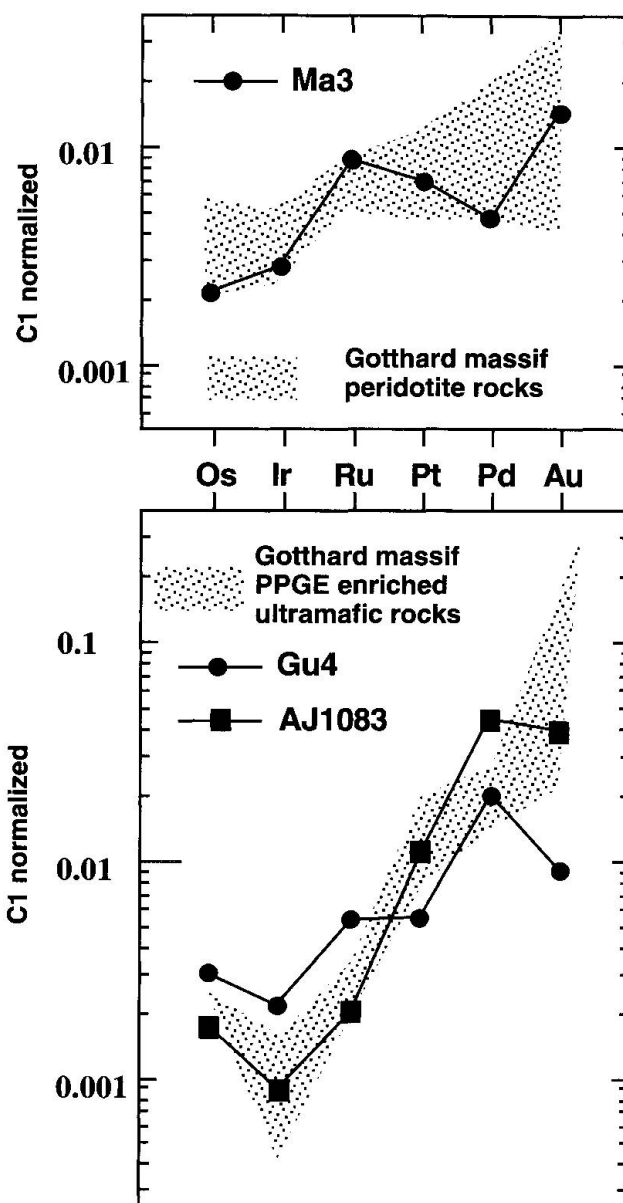 Ma3
0.01
C1 normalized
0.001
Gotthard massif
peridotite rocks
Os Ir Ru Pt Pd Au
Gotthard massif
PPGE enriched
ultramafic rocks
0.1
Gu4
AJ1083
C1 normalized
0.01
0.001